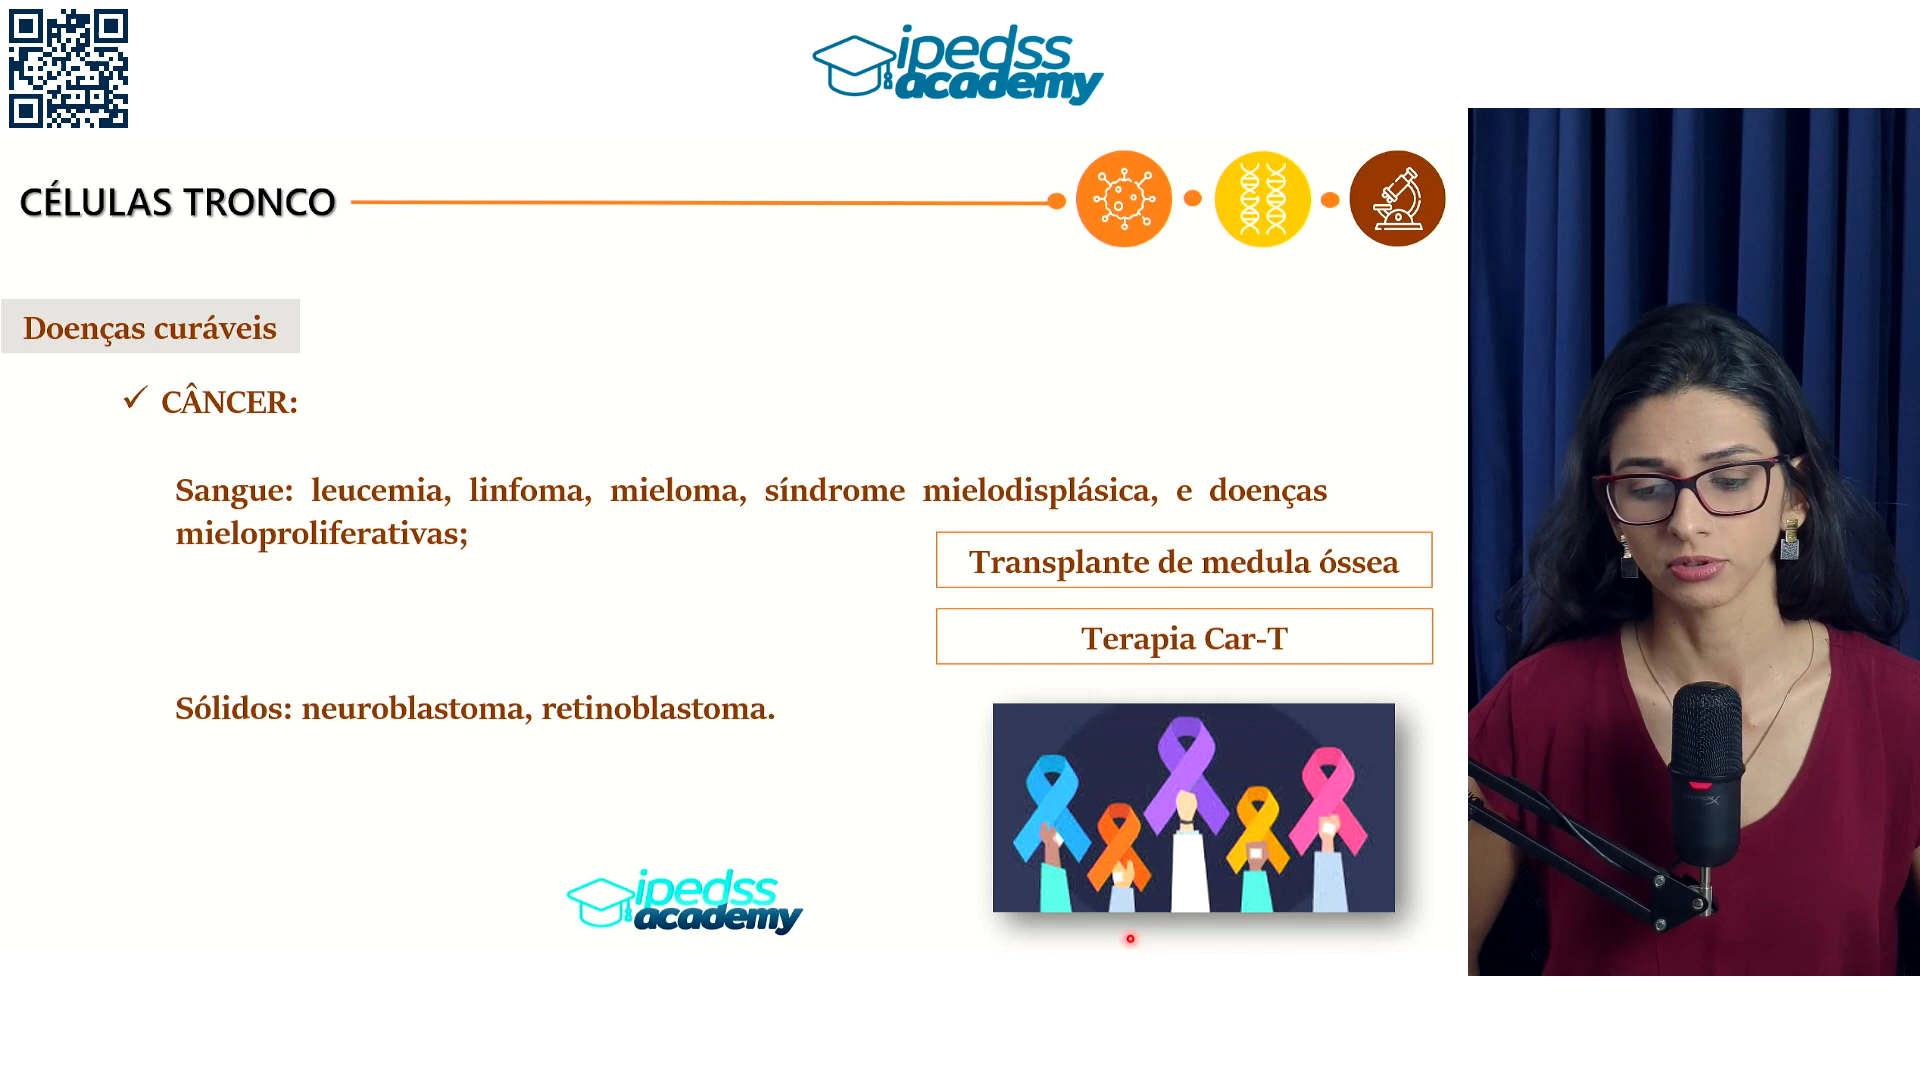 ipedss
academy
CÉLULAS TRONCO
Doenças curáveis
✓ CÂNCER:
Sangue: leucemia, linfoma, mieloma, síndrome mielodisplásica, e doenças
mieloproliferativas;
Transplante de medula óssea
Terapia Car-T
Sólidos: neuroblastoma, retinoblastoma.
ipedss
academy